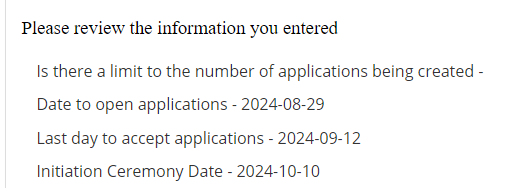 Please review the information you entered
Is there a limit to the number of applications being created -
Date to open applications - 2024-08-29
Last day to accept applications - 2024-09-12
Initiation Ceremony Date - 2024-10-10